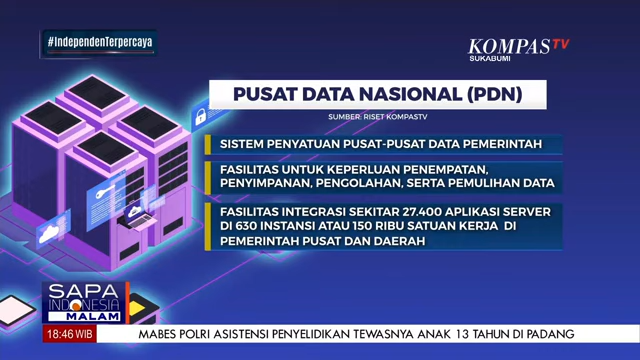 #IndependenTerpercaya
KOMPASTV
SUKABUMI
PUSAT DATA NASIONAL (PDN)
SUMBER: RISET KOMPASTV
SISTEM PENYATUAN PUSAT-PUSAT DATA PEMERINTAH
FASILITAS UNTUK KEPERLUAN PENEMPATAN,
PENYIMPANAN, PENGOLAHAN, SERTA PEMULIHAN DATA
FASILITAS INTEGRASI SEKITAR 27.400 APLIKASI SERVER
DI 630 INSTANSI ATAU 150 RIBU SATUAN KERJA DI
PEMERINTAH PUSAT DAN DAERAH
SAPA
INDONESIA
MALAM
18:46 WIB
MABES POLRI ASISTENSI PENYELIDIKAN TEWASNYA ANAK 13 TAHUN DI PADANG